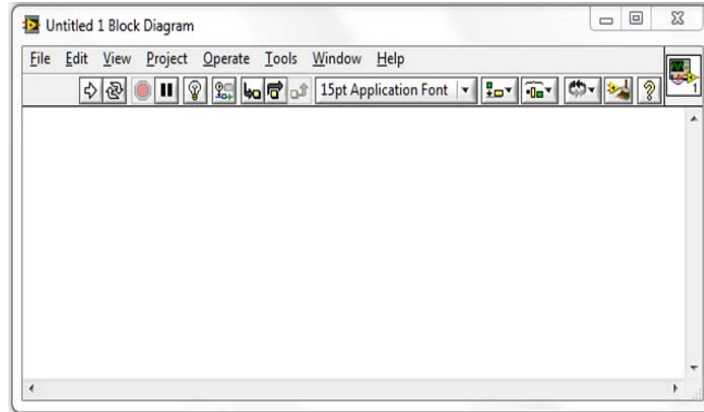 Untitled 1 Block Diagram
File Edit View Project Operate Tools Window Help
15pt Application Font
?
1